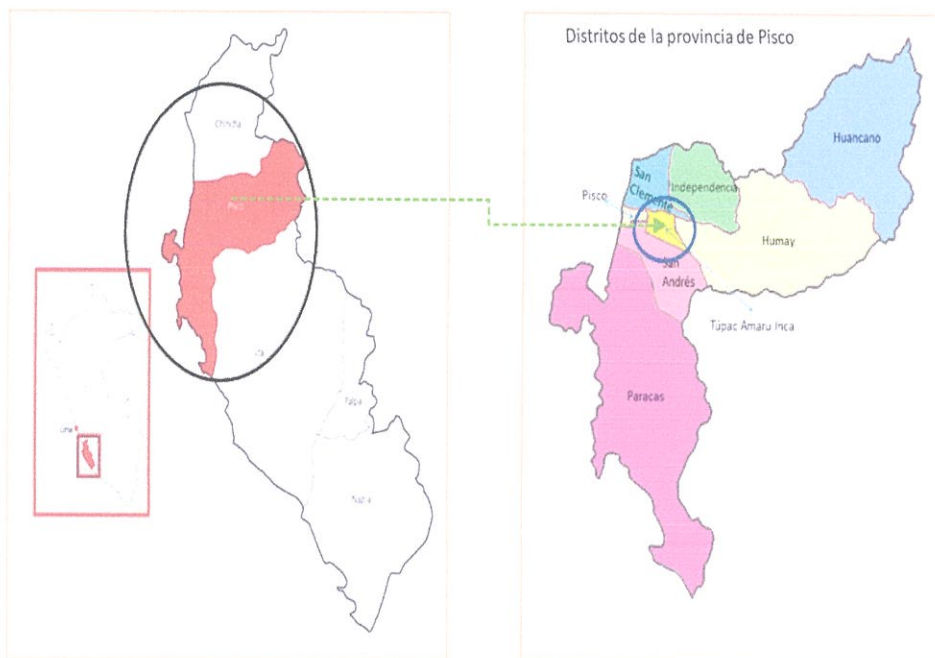 Chincha
Pisco
Ica
Palpa
Nazca
Lima
Distritos de la provincia de Pisco
Huancano
San
Clemente
Independencia
Pisco
Humay
San
Andrés
Túpac Amaru Inca
Paracas